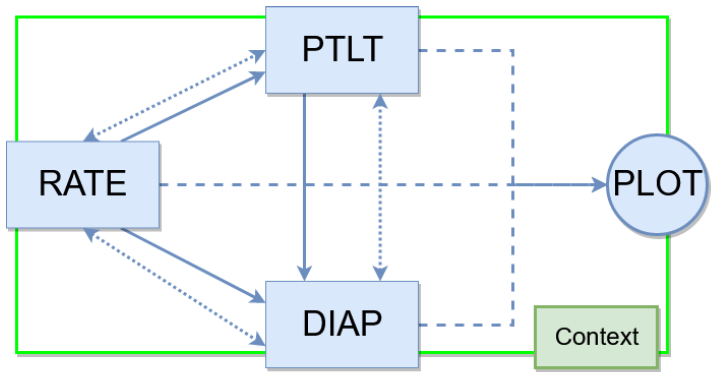 PTLT
RATE
PLOT
DIAP
Context